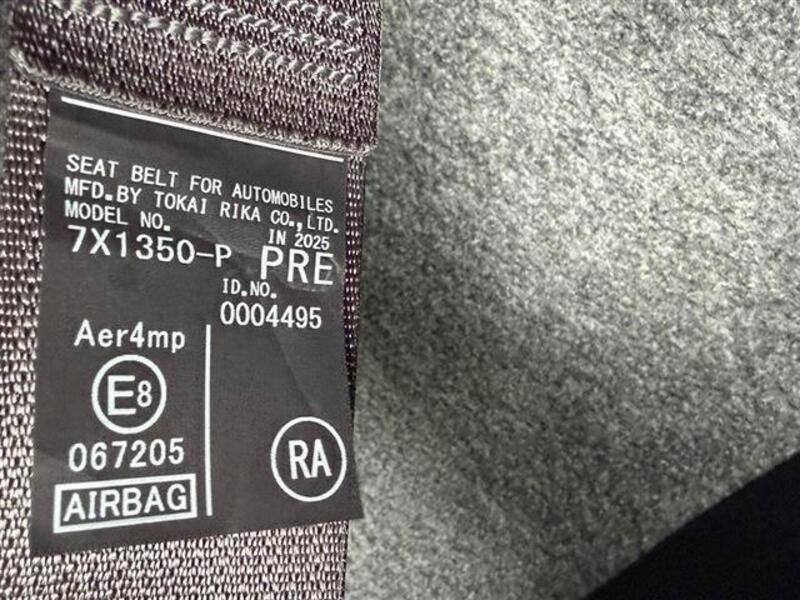 SEAT BELT FOR AUTOMOBILES
MFD.BY TOKAI RIKA CO.,LTD.
MODEL NO. IN 2025
7X1350-P PRE
ID.NO.
0004495
Aer4mp
E8
067205
AIRBAG
RA